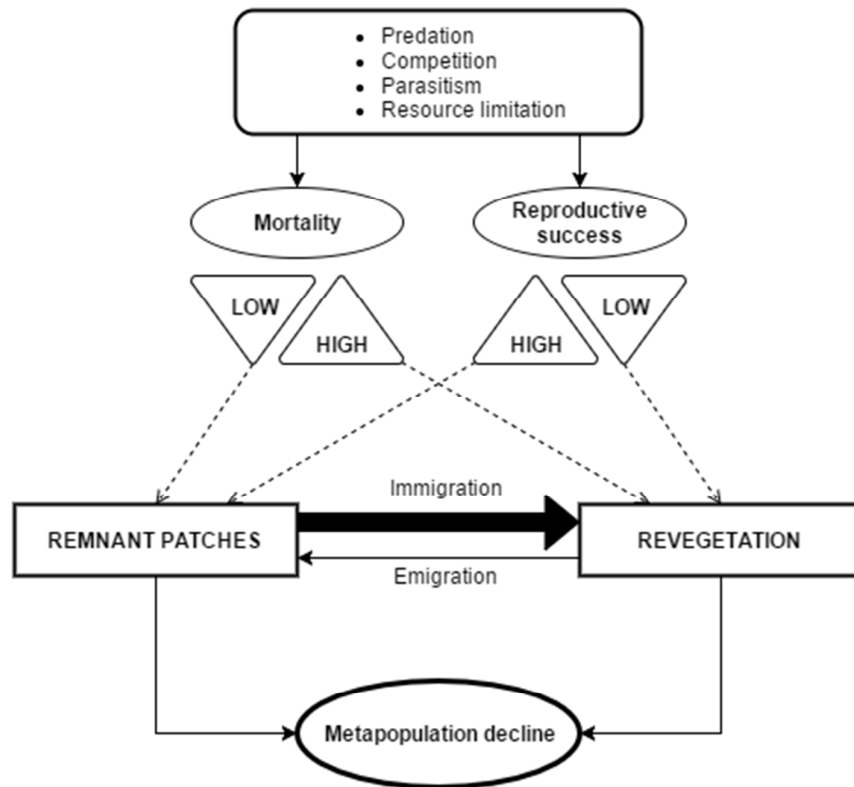 • Predation
• Competition
• Parasitism
• Resource limitation
Mortality
Reproductive
success
LOW
HIGH
HIGH
LOW
Immigration
REMNANT PATCHES
REVEGETATION
Emigration
Metapopulation decline